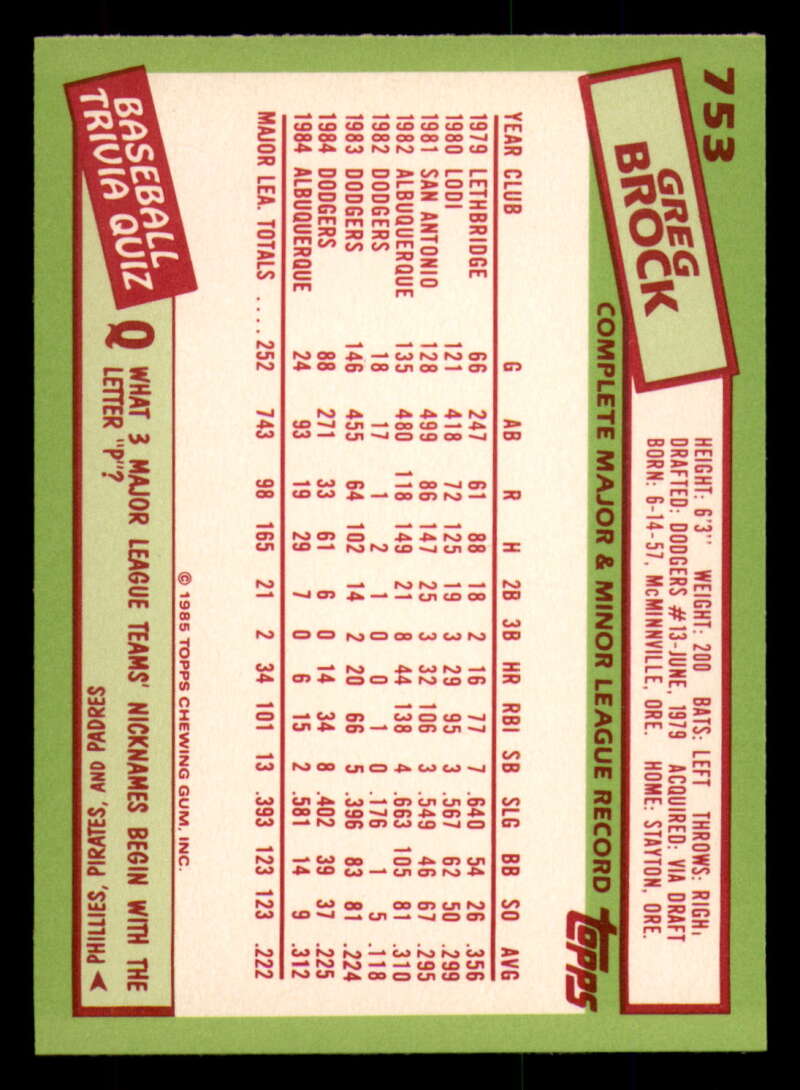 753
GREG
BROCK
HEIGHT: 6'3" WEIGHT: 200 BATS: LEFT THROWS: RIGH
DRAFTED: DODGERS #13-JUNE, 1979 ACQUIRED: VIA DRAFT
BORN: 6-14-57, McMINNVILLE, ORE. HOME: STAYTON, ORE.
COMPLETE MAJOR & MINOR LEAGUE RECORD
topps
YEAR CLUB G AB R H 2B 3B HR RBI SB SLG BB SO AVG
1979 LETHBRIDGE 66 247 61 88 18 2 16 77 7 .640 54 26 .356
1980 LODI 121 418 72 125 19 3 29 95 3 .567 62 50 .299
1981 SAN ANTONIO 128 499 86 147 25 3 32 106 3 .549 46 67 .295
1982 ALBUQUERQUE 135 480 118 149 21 8 44 138 4 .663 105 81 .310
1982 DODGERS 18 17 1 2 1 0 0 1 0 .176 1 5 .118
1983 DODGERS 146 455 64 102 14 2 20 66 5 .396 83 81 .224
1984 DODGERS 88 271 33 61 6 0 14 34 8 .402 39 37 .225
1984 ALBUQUERQUE 24 93 19 29 7 0 6 15 2 .581 14 9 .312
MAJOR LEA. TOTALS .... 252 743 98 165 21 2 34 101 13 .393 123 123 .222
© 1985 TOPPS CHEWING GUM, INC.
BASEBALL
TRIVIA QUIZ
Q WHAT 3 MAJOR LEAGUE TEAMS' NICKNAMES BEGIN WITH THE
LETTER "P"?
PHILLIES, PIRATES, AND PADRES